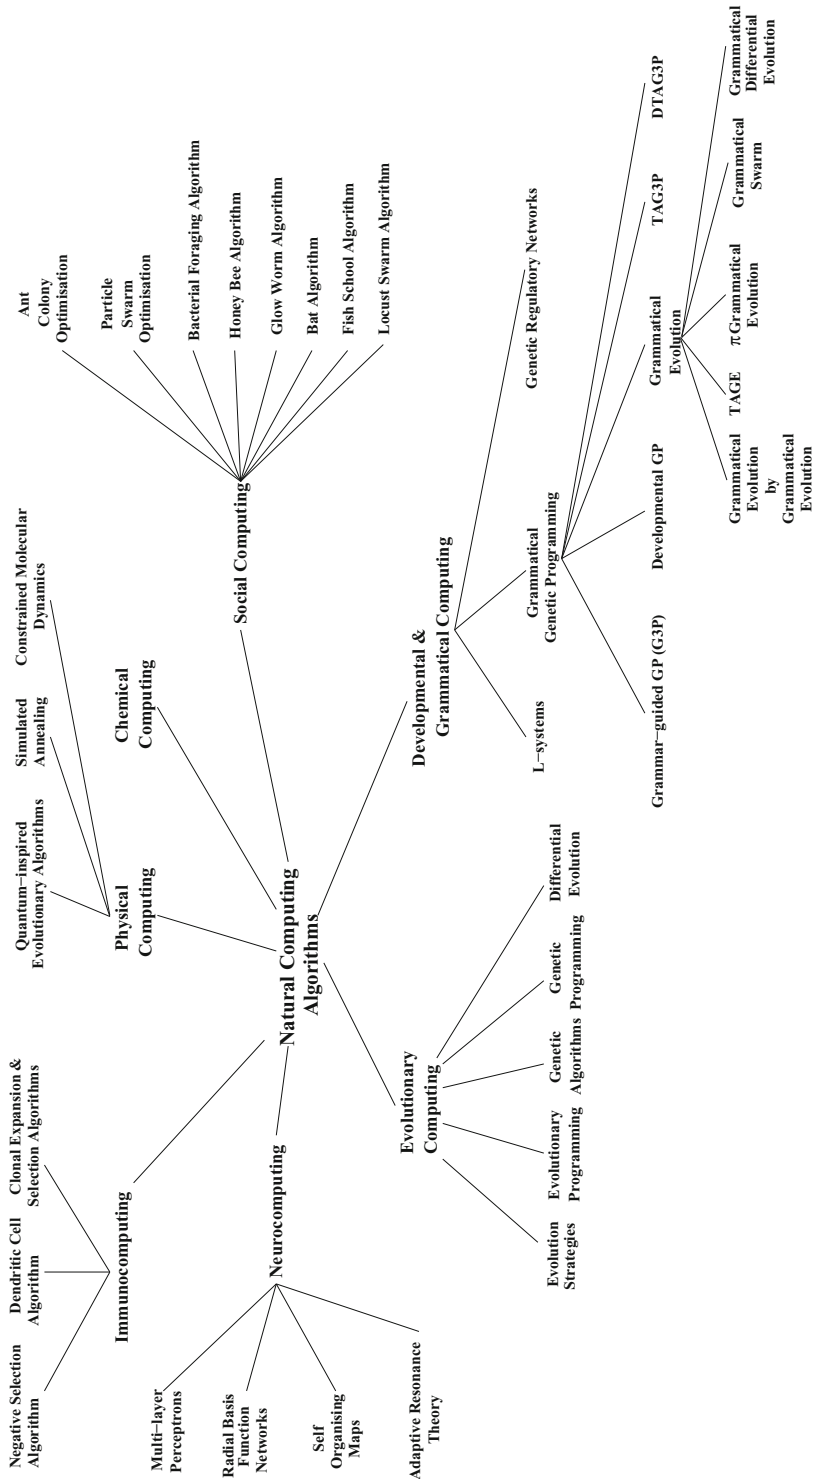 Negative Selection
Algorithm
Dendritic Cell
Algorithm
Clonal Expansion &
Selection Algorithms
Immunocomputing
Quantum−inspired
Evolutionary Algorithms
Simulated
Annealing
Constrained Molecular
Dynamics
Physical
Computing
Chemical
Computing
Ant
Colony
Optimisation
Particle
Swarm
Optimisation
Bacterial Foraging Algorithm
Honey Bee Algorithm
Glow Worm Algorithm
Bat Algorithm
Fish School Algorithm
Locust Swarm Algorithm
Social Computing
Multi−layer
Perceptrons
Radial Basis
Function
Networks
Self
Organising
Maps
Adaptive Resonance
Theory
Neurocomputing
Natural Computing
Algorithms
Evolutionary
Computing
Evolution
Strategies
Evolutionary
Programming
Genetic
Algorithms
Genetic
Programming
Differential
Evolution
Developmental &
Grammatical Computing
L−systems
Grammatical
Genetic Programming
Genetic Regulatory Networks
Grammar−guided GP (G3P)
Developmental GP
Grammatical
Evolution
TAG3P
DTAG3P
Grammatical
Evolution
by
Grammatical
Evolution
TAGE
πGrammatical
Evolution
Grammatical
Swarm
Grammatical
Differential
Evolution